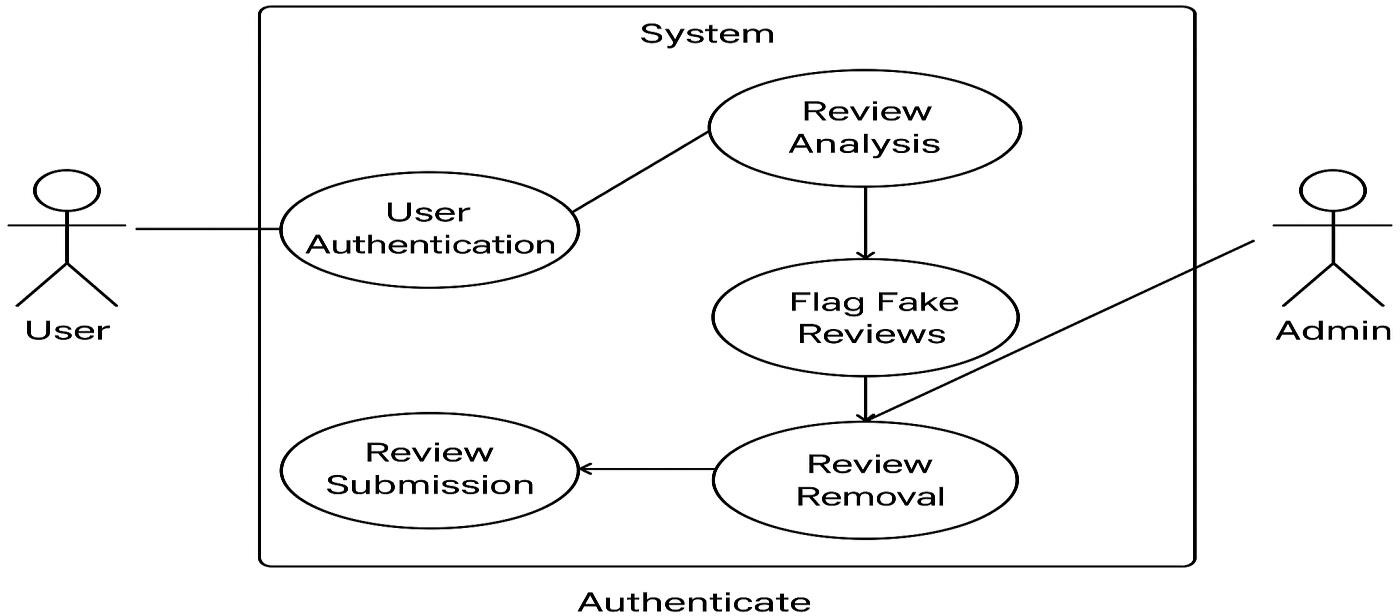 System
Review
Analysis
User
Authentication
User
Flag Fake
Reviews
Admin
Review
Submission
Review
Removal
Authenticate